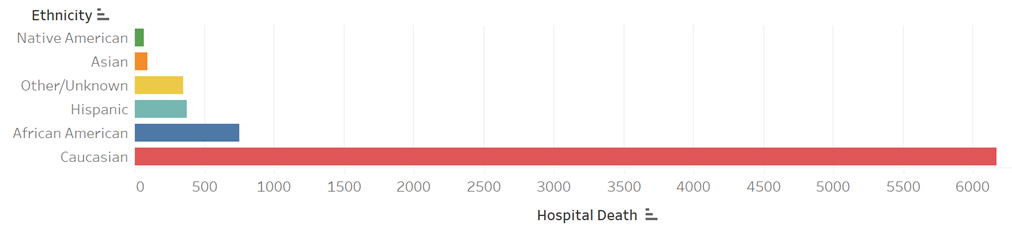 Ethnicity
Native American
Asian
Other/Unknown
Hispanic
African American
Caucasian
0 500 1000 1500 2000 2500 3000 3500 4000 4500 5000 5500 6000
Hospital Death